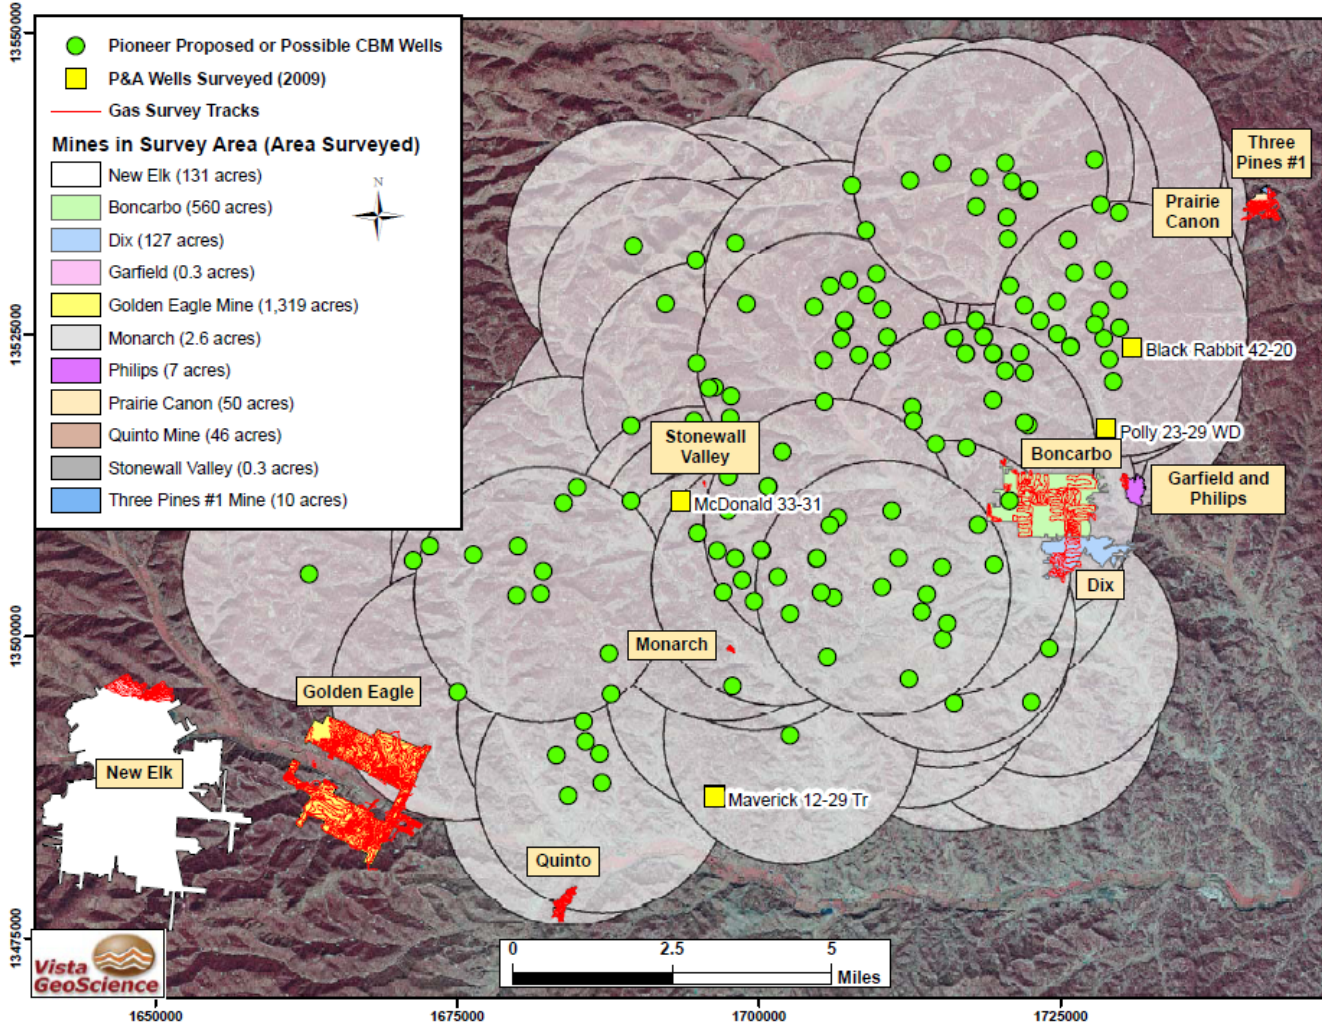 Pioneer Proposed or Possible CBM Wells
P&A Wells Surveyed (2009)
Gas Survey Tracks
Mines in Survey Area (Area Surveyed)
New Elk (131 acres)
Boncarbo (560 acres)
Dix (127 acres)
Garfield (0.3 acres)
Golden Eagle Mine (1,319 acres)
Monarch (2.6 acres)
Philips (7 acres)
Prairie Canon (50 acres)
Quinto Mine (46 acres)
Stonewall Valley (0.3 acres)
Three Pines #1 Mine (10 acres)
N
13550000
13525000
13500000
13475000
Three
Pines #1
Prairie
Canon
Black Rabbit 42-20
Polly 23-29 WD
Stonewall
Valley
McDonald 33-31
Boncarbo
Garfield and
Philips
Dix
Monarch
Golden Eagle
New Elk
Maverick 12-29 Tr
Quinto
Vista
GeoScience
0
2.5
5
Miles
1650000
1675000
1700000
1725000